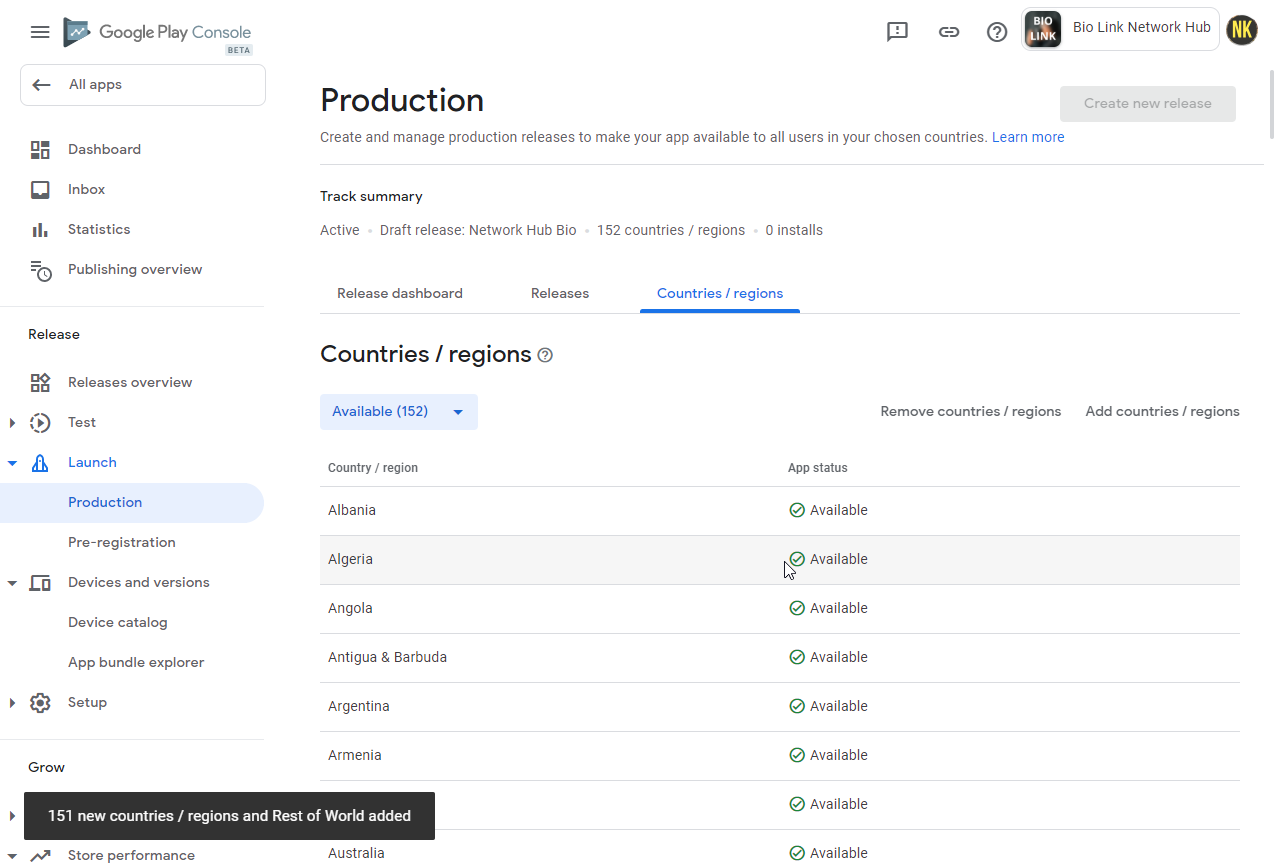 Google Play Console
BETA
BIO
LINK
Bio Link Network Hub
NK
All apps
Dashboard
Inbox
Statistics
Publishing overview
Release
Releases overview
Test
Launch
Production
Pre-registration
Devices and versions
Device catalog
App bundle explorer
Setup
Grow
Store performance
151 new countries / regions and Rest of World added
Production
Create new release
Create and manage production releases to make your app available to all users in your chosen countries. Learn more
Track summary
Active • Draft release: Network Hub Bio • 152 countries / regions • 0 installs
Release dashboard Releases Countries / regions
Countries / regions
Available (152) Remove countries / regions Add countries / regions
Country / region App status
Albania Available
Algeria Available
Angola Available
Antigua & Barbuda Available
Argentina Available
Armenia Available
Available
Australia Available